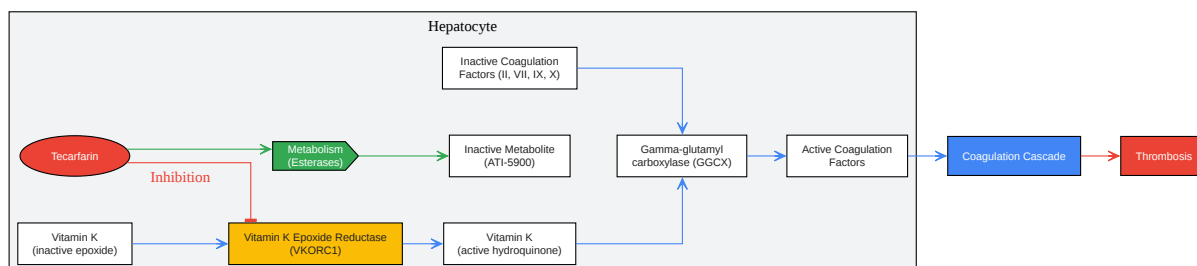 Hepatocyte
Inactive Coagulation
Factors (II, VII, IX, X)
Tecarfarin
Metabolism
(Esterases)
Inactive Metabolite
(ATI-5900)
Gamma-glutamyl
carboxylase (GGCX)
Active Coagulation
Factors
Coagulation Cascade
Thrombosis
Inhibition
Vitamin K
(inactive epoxide)
Vitamin K Epoxide Reductase
(VKORC1)
Vitamin K
(active hydroquinone)